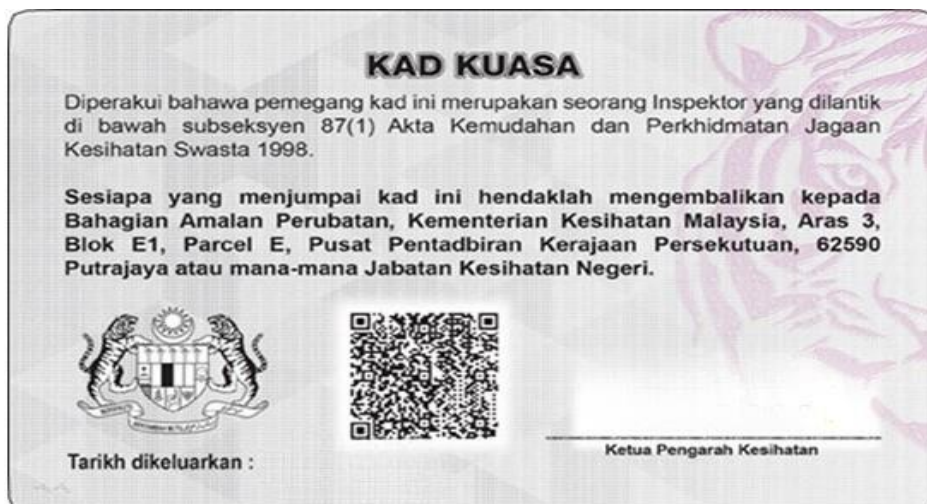 KAD KUASA
Diperakui bahawa pemegang kad ini merupakan seorang Inspektor yang dilantik
di bawah subseksyen 87(1) Akta Kemudahan dan Perkhidmatan Jagaan
Kesihatan Swasta 1998.
Sesiapa yang menjumpai kad ini hendaklah mengembalikan kepada
Bahagian Amalan Perubatan, Kementerian Kesihatan Malaysia, Aras 3,
Blok E1, Parcel E, Pusat Pentadbiran Kerajaan Persekutuan, 62590
Putrajaya atau mana-mana Jabatan Kesihatan Negeri.
Ketua Pengarah Kesihatan
Tarikh dikeluarkan :